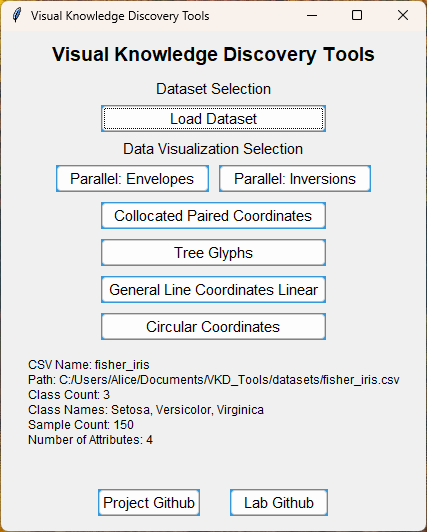 Visual Knowledge Discovery Tools
Visual Knowledge Discovery Tools
Dataset Selection
Load Dataset
Data Visualization Selection
Parallel: Envelopes Parallel: Inversions
Collocated Paired Coordinates
Tree Glyphs
General Line Coordinates Linear
Circular Coordinates
CSV Name: fisher_iris
Path: C:/Users/Alice/Documents/VKD_Tools/datasets/fisher_iris.csv
Class Count: 3
Class Names: Setosa, Versicolor, Virginica
Sample Count: 150
Number of Attributes: 4
Project Github Lab Github